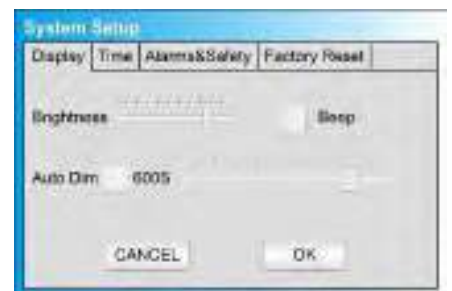 System Setup
Display Time Alarms&Safety Factory Reset
Brightness Beep
Auto Dim 600S
CANCEL OK